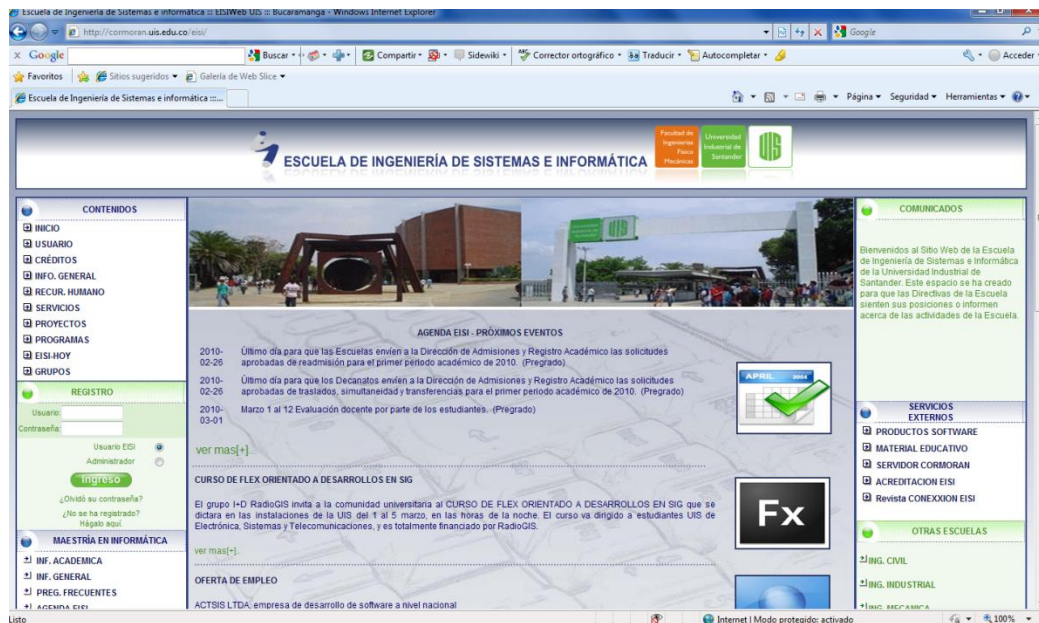 Escuela de Ingeniería de Sistemas e informática ::: EISIWeb UIS ::: Bucaramanga - Windows Internet Explorer
http://cormoran.uis.edu.co/eisi/
Google
x Google
Buscar
Compartir
Sidewiki
Corrector ortográfico
Traducir
Autocompletar
Acceder
Favoritos
Sitios sugeridos
Galería de Web Slice
Escuela de Ingeniería de Sistemas e informática :::...
Página
Seguridad
Herramientas
ESCUELA DE INGENIERÍA DE SISTEMAS E INFORMÁTICA
Facultad de
Ingenierías
Físico
Mecánicas
Universidad
Industrial de
Santander
CONTENIDOS
INICIO
USUARIO
CRÉDITOS
INFO. GENERAL
RECUR. HUMANO
SERVICIOS
PROYECTOS
PROGRAMAS
EISI-HOY
GRUPOS
REGISTRO
Usuario:
Contraseña:
Usuario EISI
Administrador
Ingreso
¿Olvidó su contraseña?
¿No se ha registrado?
Hágalo aquí.
MAESTRÍA EN INFORMÁTICA
INF. ACADEMICA
INF. GENERAL
PREG. FRECUENTES
AGENDA EISI
UIS
AGENDA EISI - PRÓXIMOS EVENTOS
2010-02-26 Último día para que las Escuelas envíen a la Dirección de Admisiones y Registro Académico las solicitudes
aprobadas de readmisión para el primer periodo académico de 2010. (Pregrado)
2010-02-26 Último día para que los Decanatos envíen a la Dirección de Admisiones y Registro Académico las solicitudes
aprobadas de traslados, simultaneidad y transferencias para el primer periodo académico de 2010. (Pregrado)
2010-03-01 Marzo 1 al 12 Evaluación docente por parte de los estudiantes. (Pregrado)
ver mas[+].
APRIL 2004
CURSO DE FLEX ORIENTADO A DESARROLLOS EN SIG
El grupo I+D RadioGIS invita a la comunidad universitaria al CURSO DE FLEX ORIENTADO A DESARROLLOS EN SIG que se
dictara en las instalaciones de la UIS del 1 al 5 marzo, en las horas de la noche. El curso va dirigido a estudiantes UIS de
Electrónica, Sistemas y Telecomunicaciones, y es totalmente financiado por RadioGIS.
Fx
ver mas[+].
OFERTA DE EMPLEO
ACTSIS LTDA: empresa de desarrollo de software a nivel nacional
COMUNICADOS
Bienvenidos al Sitio Web de la Escuela
de Ingeniería de Sistemas e Informática
de la Universidad Industrial de
Santander. Este espacio se ha creado
para que las Directivas de la Escuela
sienten sus posiciones o informen
acerca de las actividades de la Escuela.
SERVICIOS
EXTERNOS
PRODUCTOS SOFTWARE
MATERIAL EDUCATIVO
SERVIDOR CORMORAN
ACREDITACION EISI
Revista CONEXXION EISI
OTRAS ESCUELAS
ING. CIVIL
ING. INDUSTRIAL
ING. MECANICA
Listo
Internet | Modo protegido: activado
100%